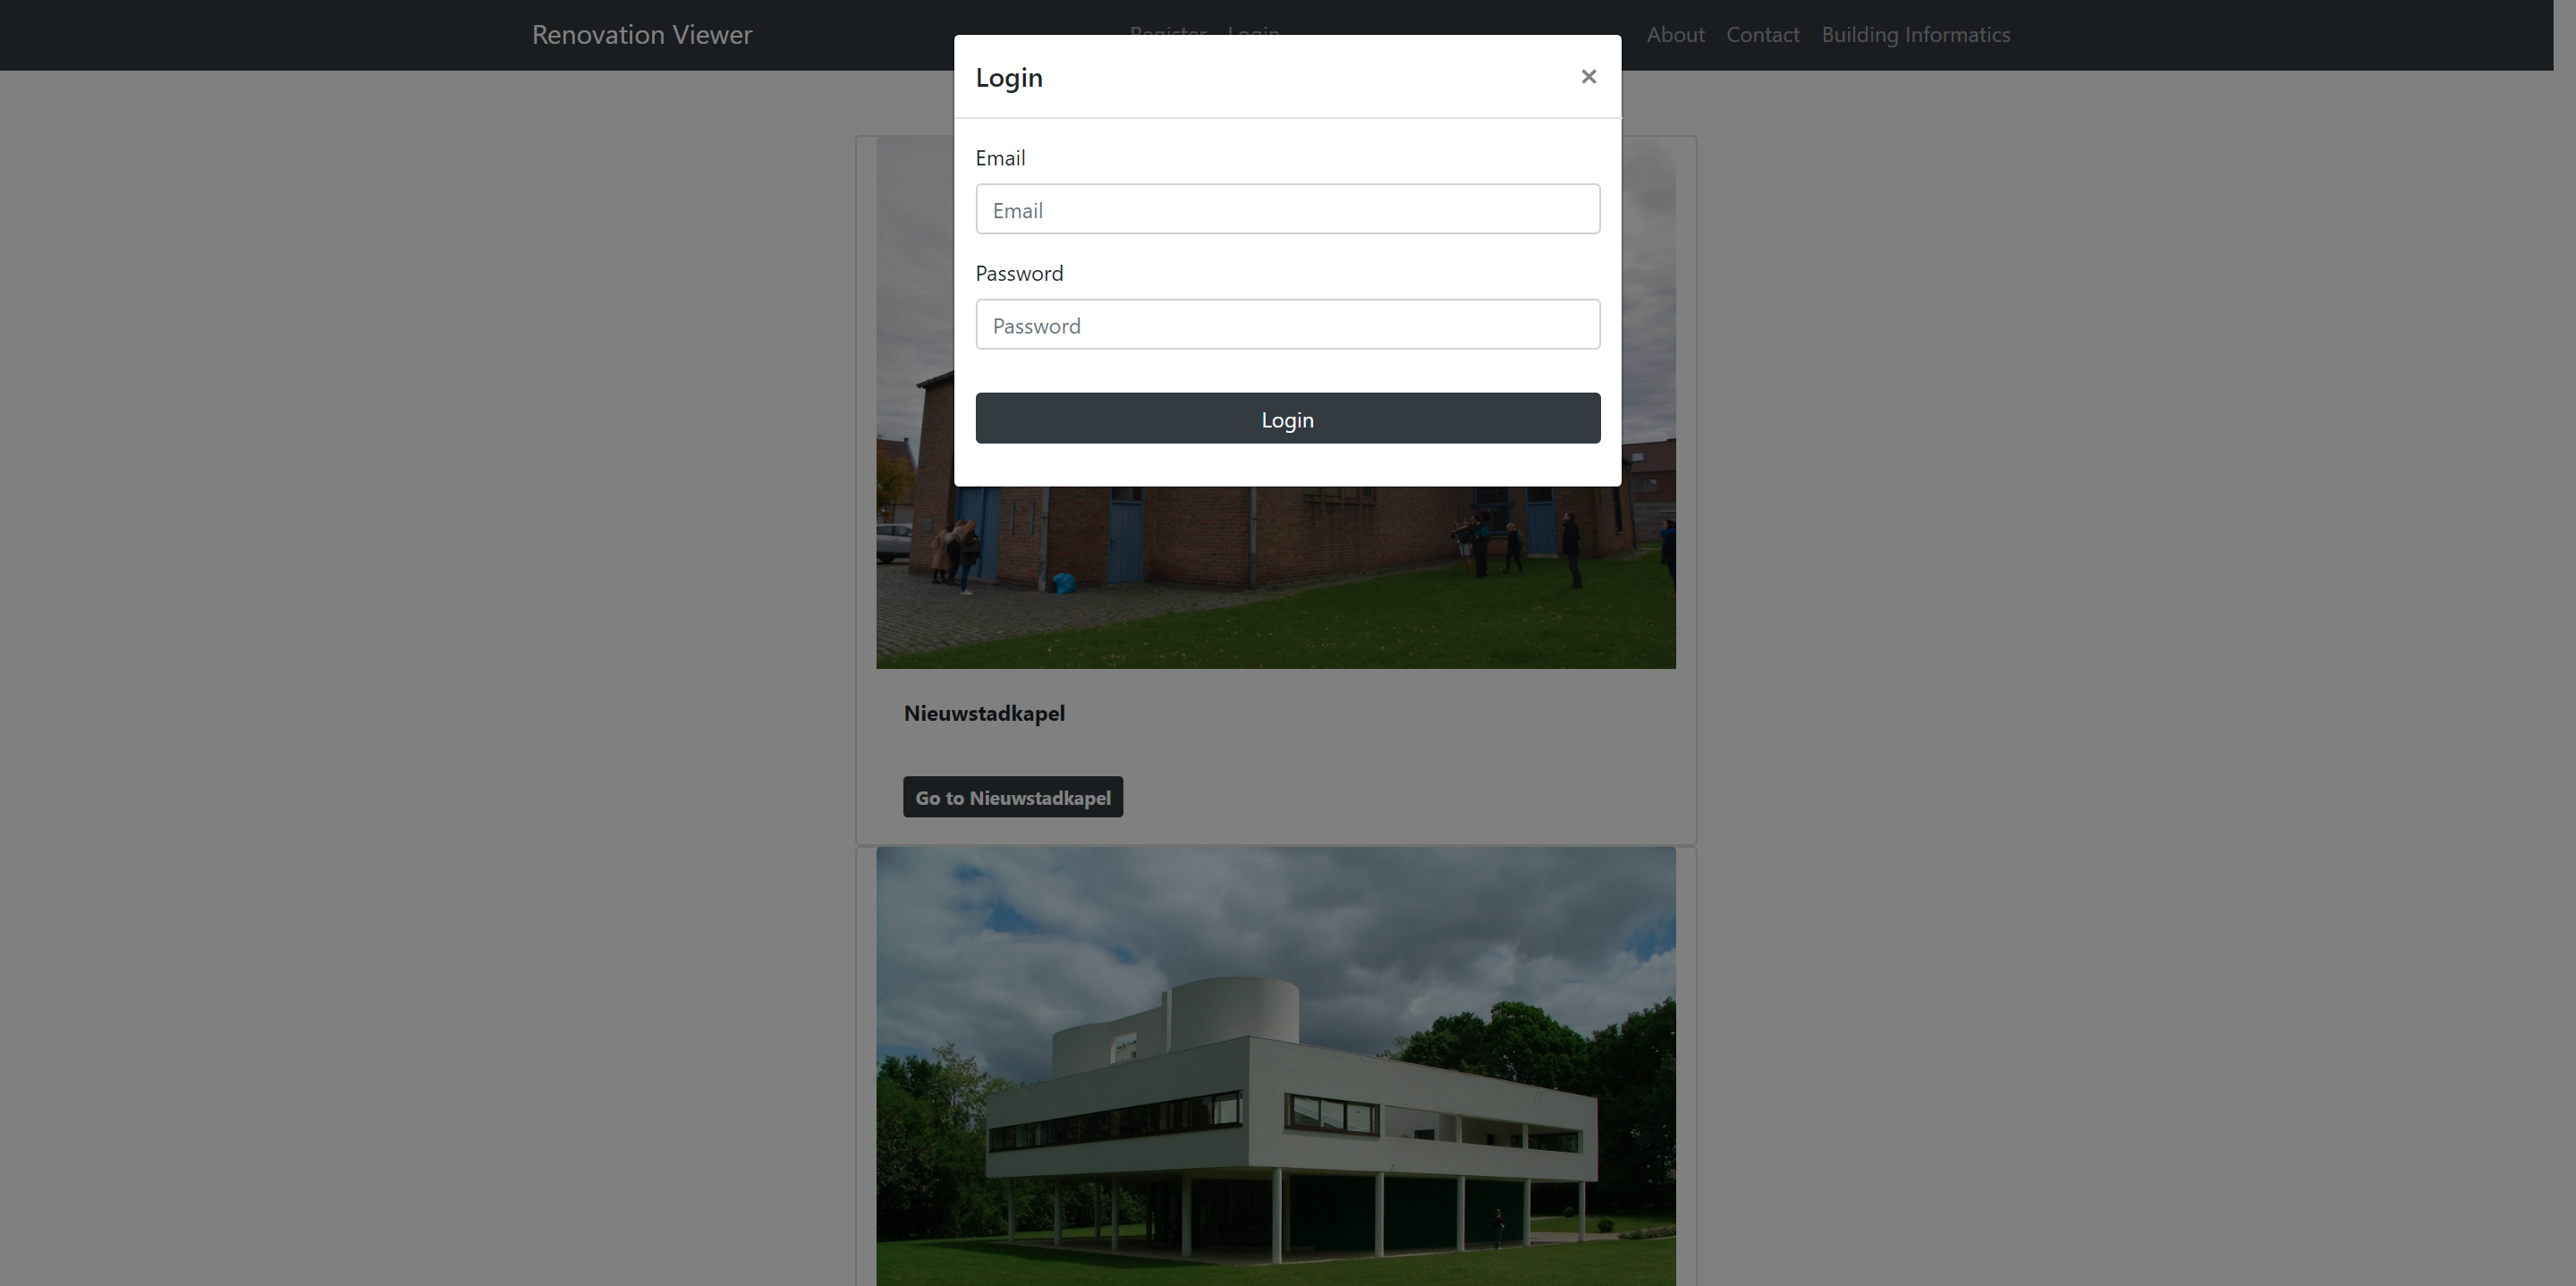 Renovation Viewer Register Login About Contact Building Informatics
Login ×
Email
Email
Password
Password
Login
Nieuwstadkapel
Go to Nieuwstadkapel